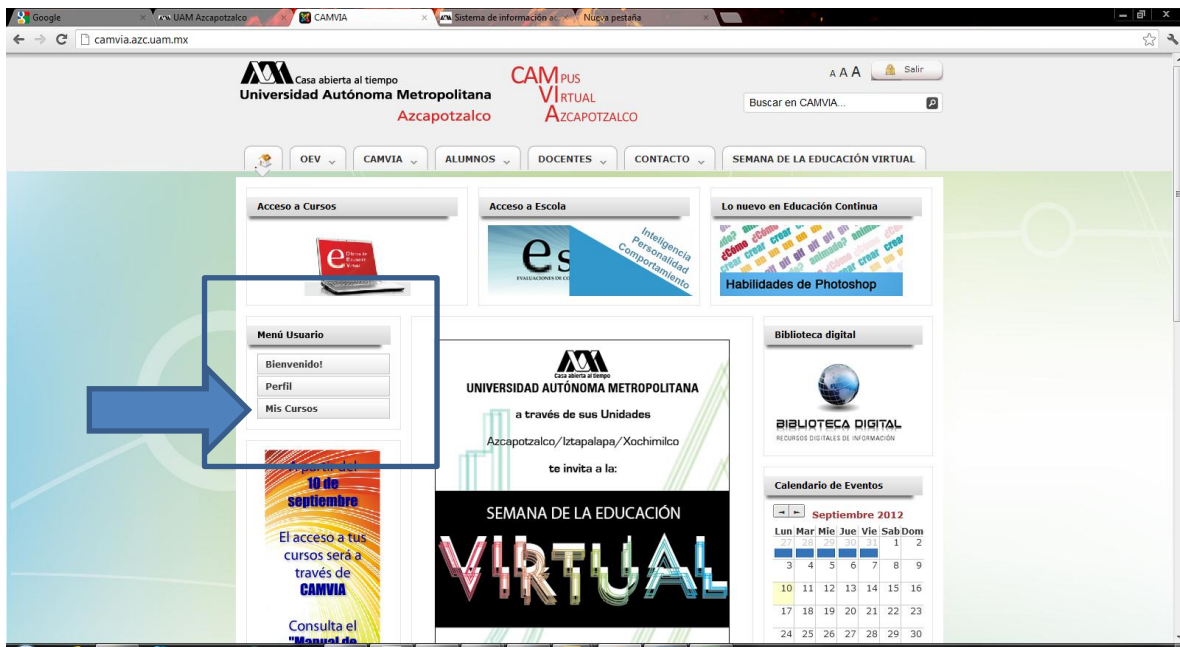 Google
UAM Azcapotzalco
CAMVIA
Sistema de información ac
Nueva pestaña
camvia.azc.uam.mx
Casa abierta al tiempo
Universidad Autónoma Metropolitana
Azcapotzalco
CAMPUS
VIRTUAL
AZCAPOTZALCO
A A A
Salir
Buscar en CAMVIA...
OEV
CAMVIA
ALUMNOS
DOCENTES
CONTACTO
SEMANA DE LA EDUCACIÓN VIRTUAL
Acceso a Cursos
Acceso a Escola
Inteligencia
Personalidad
Comportamiento
Lo nuevo en Educación Continua
Habilidades de Photoshop
Menú Usuario
Bienvenido!
Perfil
Mis Cursos
A partir del
10 de
septiembre
El acceso a tus
cursos será a
través de
CAMVIA
Consulta el
"Manual de
Casa abierta al tiempo
UNIVERSIDAD AUTÓNOMA METROPOLITANA
a través de sus Unidades
Azcapotzalco/Iztapalapa/Xochimilco
te invita a la:
SEMANA DE LA EDUCACIÓN
VIRTUAL
Biblioteca digital
BIBLIOTECA DIGITAL
RECURSOS DIGITALES DE INFORMACIÓN
Calendario de Eventos
Septiembre 2012
Lun Mar Mie Jue Vie Sab Dom
27 28 29 30 31 1 2
3 4 5 6 7 8 9
10 11 12 13 14 15 16
17 18 19 20 21 22 23
24 25 26 27 28 29 30